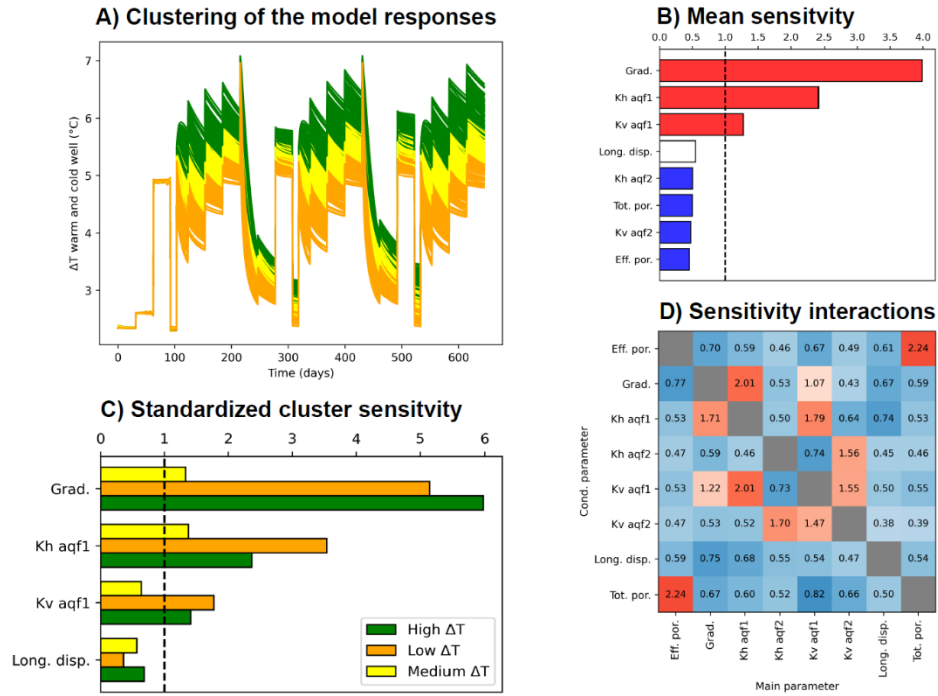 A) Clustering of the model responses
7
6
5
4
3
ΔT warm and cold well (°C)
0 100 200 300 400 500 600
Time (days)
B) Mean sensitvity
0.0 0.5 1.0 1.5 2.0 2.5 3.0 3.5 4.0
Grad.
Kh aqf1
Kv aqf1
Long. disp.
Kh aqf2
Tot. por.
Kv aqf2
Eff. por.
C) Standardized cluster sensitvity
0 1 2 3 4 5 6
Grad.
Kh aqf1
Kv aqf1
Long. disp.
High ΔT
Low ΔT
Medium ΔT
D) Sensitivity interactions
Cond. parameter
Eff. por. 0.70 0.59 0.46 0.67 0.49 0.61 2.24
Grad. 0.77 2.01 0.53 1.07 0.43 0.67 0.59
Kh aqf1 0.53 1.71 0.50 1.79 0.64 0.74 0.53
Kh aqf2 0.47 0.59 0.46 0.74 1.56 0.45 0.46
Kv aqf1 0.53 1.22 2.01 0.73 1.55 0.50 0.55
Kv aqf2 0.47 0.53 0.52 1.70 1.47 0.38 0.39
Long. disp. 0.59 0.75 0.68 0.55 0.54 0.47 0.54
Tot. por. 2.24 0.67 0.60 0.52 0.82 0.66 0.50
Eff. por. Grad. Kh aqf1 Kh aqf2 Kv aqf1 Kv aqf2 Long. disp. Tot. por.
Main parameter